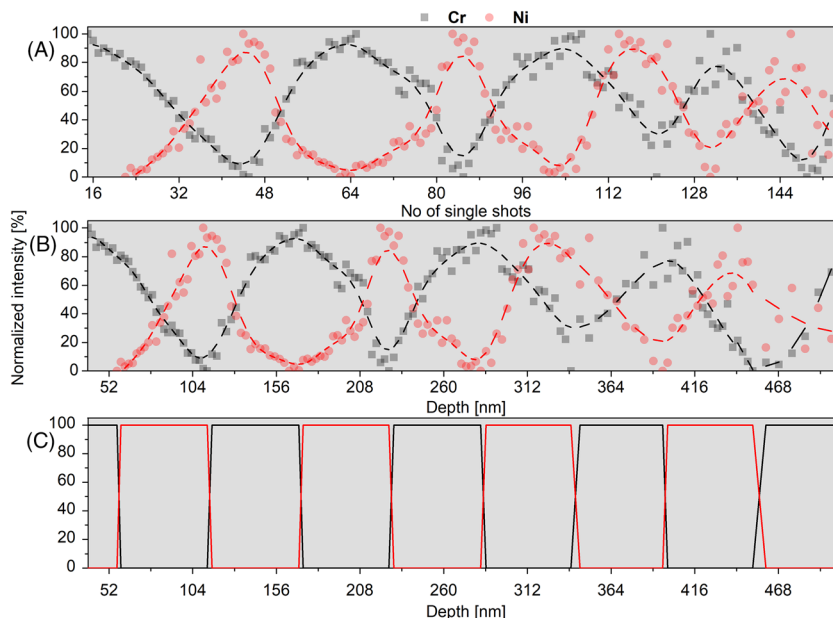 Cr Ni
(A)
100
80
60
40
20
0
16 32 48 64 80 96 112 128 144
No of single shots
Normalized intensity [%]
(B)
100
80
60
40
20
0
52 104 156 208 260 312 364 416 468
Depth [nm]
(C)
100
80
60
40
20
0
52 104 156 208 260 312 364 416 468
Depth [nm]